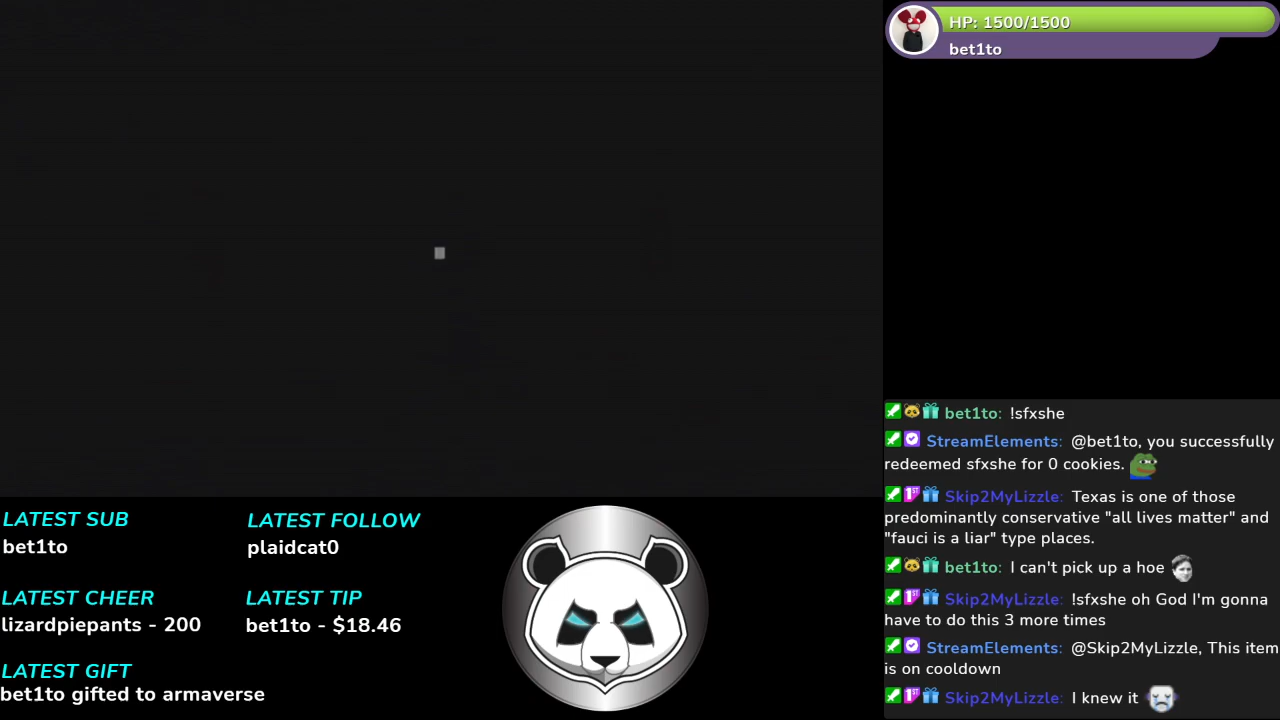 HP: 1500/1500
bet1to
bet1to: !sfxshe
StreamElements: @bet1to, you successfully
redeemed sfxshe for 0 cookies.
Skip2MyLizzle: Texas is one of those
predominantly conservative "all lives matter" and
"fauci is a liar" type places.
bet1to: I can't pick up a hoe
Skip2MyLizzle: !sfxshe oh God I'm gonna
have to do this 3 more times
StreamElements: @Skip2MyLizzle, This item
is on cooldown
Skip2MyLizzle: I knew it
LATEST SUB
bet1to
LATEST FOLLOW
plaidcat0
LATEST CHEER
lizardpiepants - 200
LATEST TIP
bet1to - $18.46
LATEST GIFT
bet1to gifted to armaverse